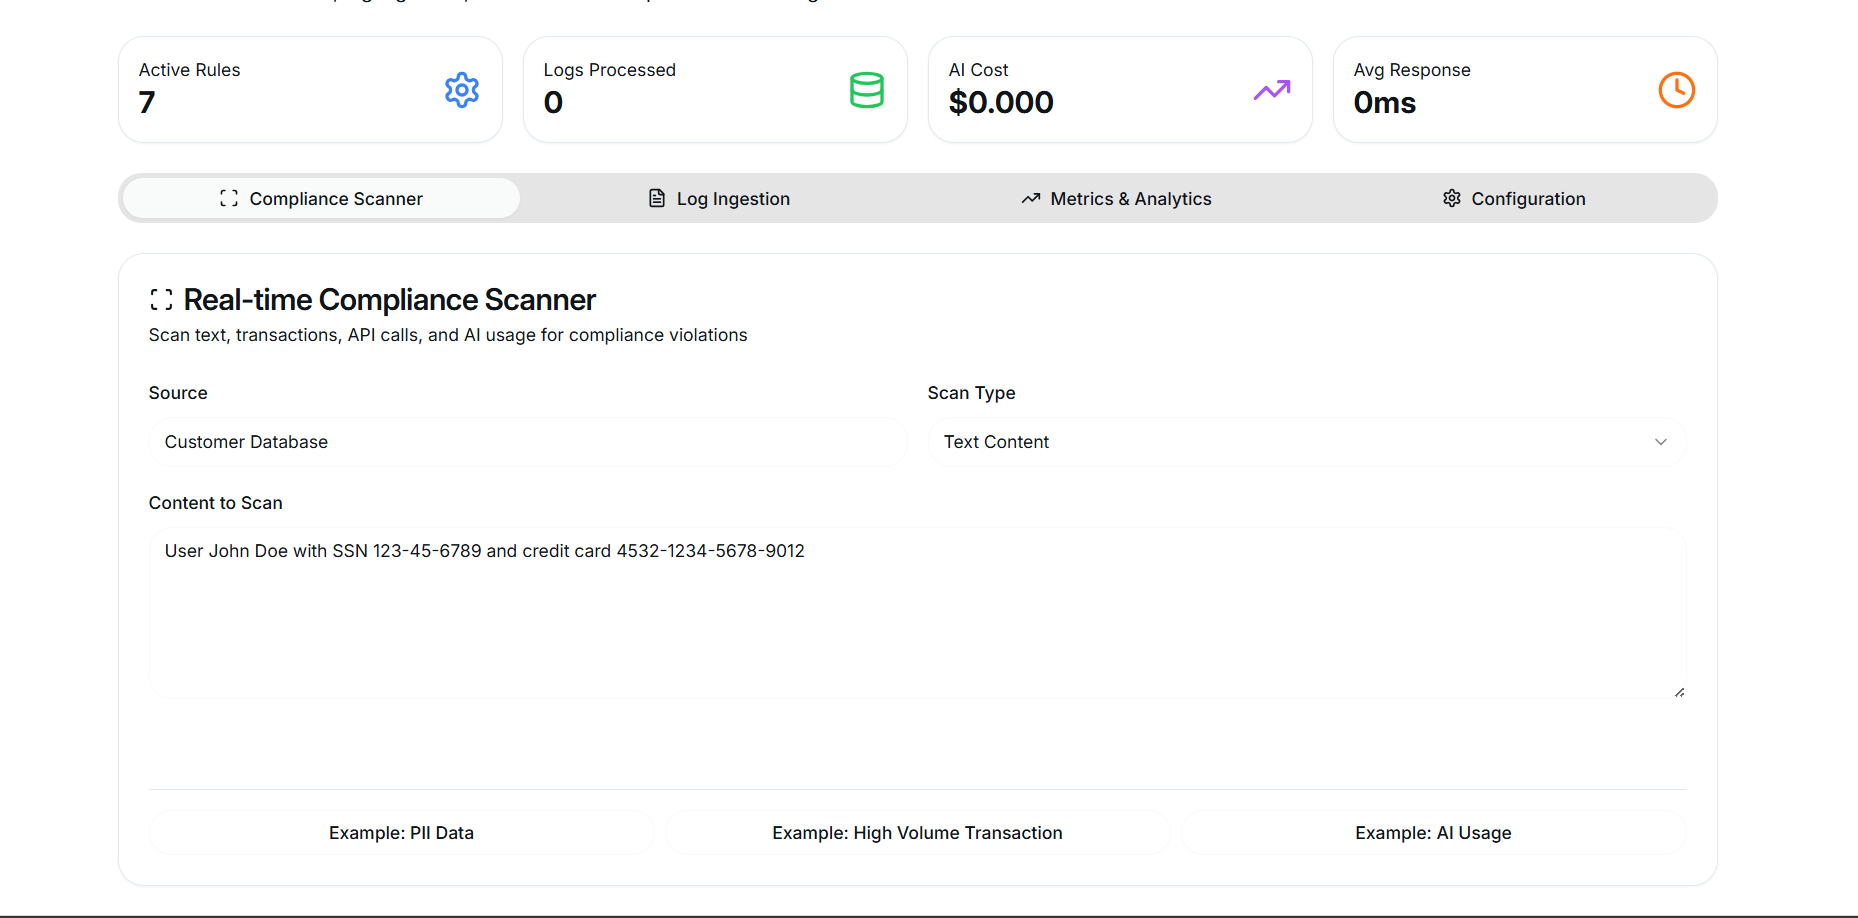 Active Rules
7
Logs Processed
0
AI Cost
$0.000
Avg Response
0ms
Compliance Scanner
Log Ingestion
Metrics & Analytics
Configuration
Real-time Compliance Scanner
Scan text, transactions, API calls, and AI usage for compliance violations
Source
Scan Type
Customer Database
Text Content
Content to Scan
User John Doe with SSN 123-45-6789 and credit card 4532-1234-5678-9012
Example: PII Data
Example: High Volume Transaction
Example: AI Usage